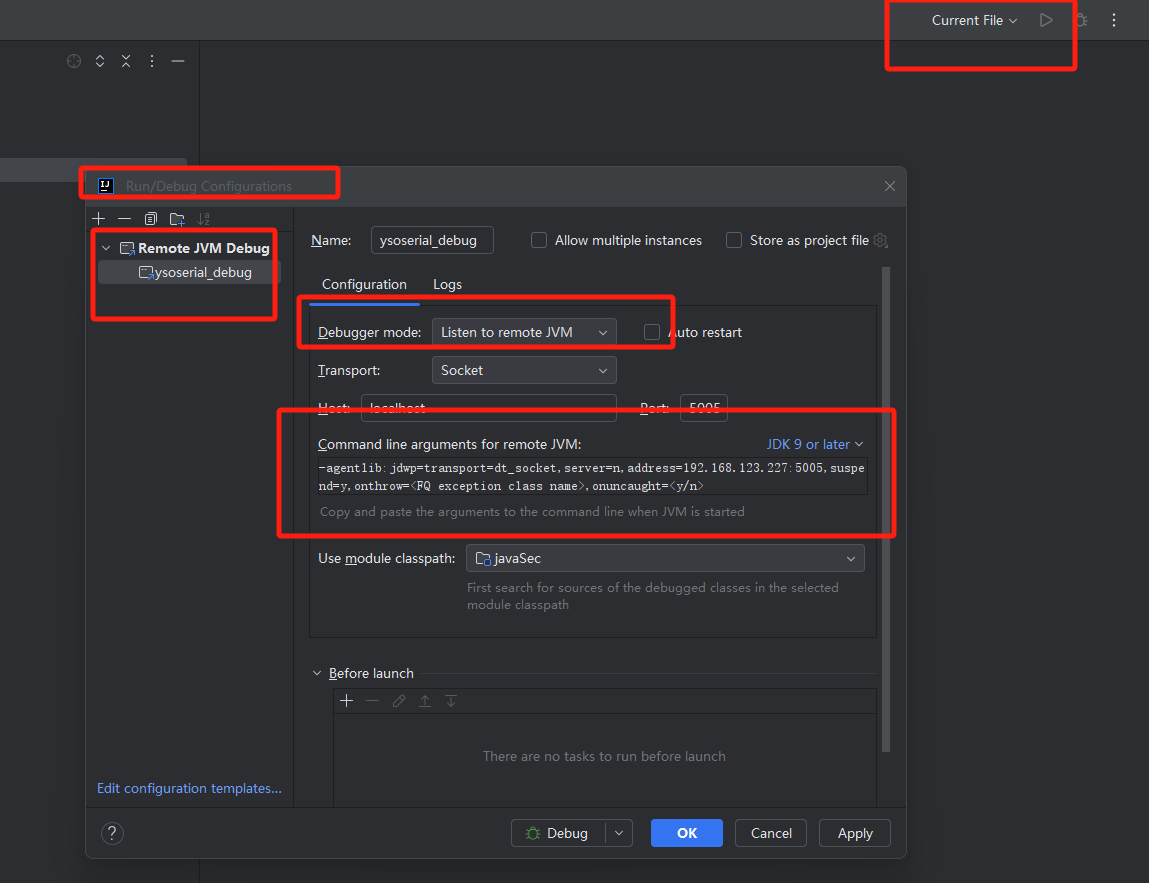 Current File
Run/Debug Configurations
Remote JVM Debug
ysoserial_debug
Name: ysoserial_debug Allow multiple instances Store as project file
Configuration Logs
Debugger mode: Listen to remote JVM Auto restart
Transport: Socket
Host: localhost Port: 5005
Command line arguments for remote JVM: JDK 9 or later
-agentlib:jdwp=transport=dt_socket,server=n,address=192.168.123.227:5005,suspe
nd=y,onthrow=<FQ exception class name>,onuncaught=<y/n>
Copy and paste the arguments to the command line when JVM is started
Use module classpath: javaSec
First search for sources of the debugged classes in the selected
module classpath
Before launch
There are no tasks to run before launch
Edit configuration templates...
? Debug OK Cancel Apply